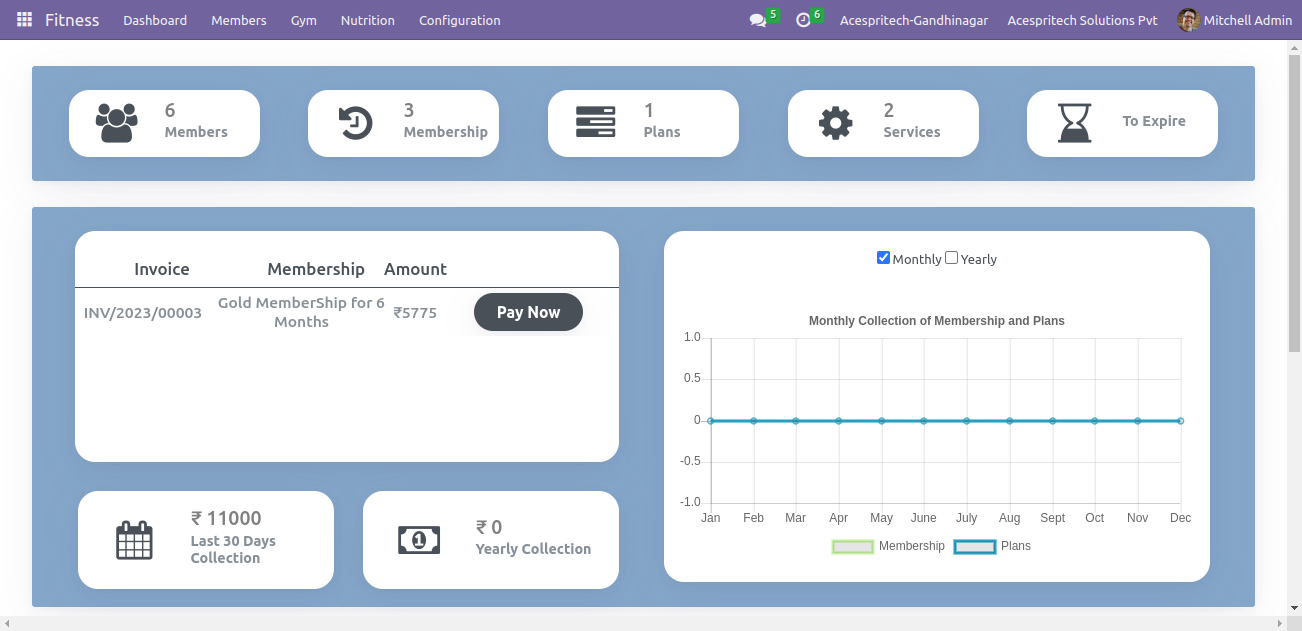 Fitness Dashboard Members Gym Nutrition Configuration 5 6 Acespritech-Gandhinagar Acespritech Solutions Pvt Mitchell Admin
6
Members
3
Membership
1
Plans
2
Services
To Expire
Invoice Membership Amount
INV/2023/00003 Gold MemberShip for 6 Months ₹5775 Pay Now
₹ 11000
Last 30 Days
Collection
₹ 0
Yearly Collection
Monthly Yearly
Monthly Collection of Membership and Plans
1.0
0.5
0
-0.5
-1.0
Jan Feb Mar Apr May June July Aug Sept Oct Nov Dec
Membership Plans